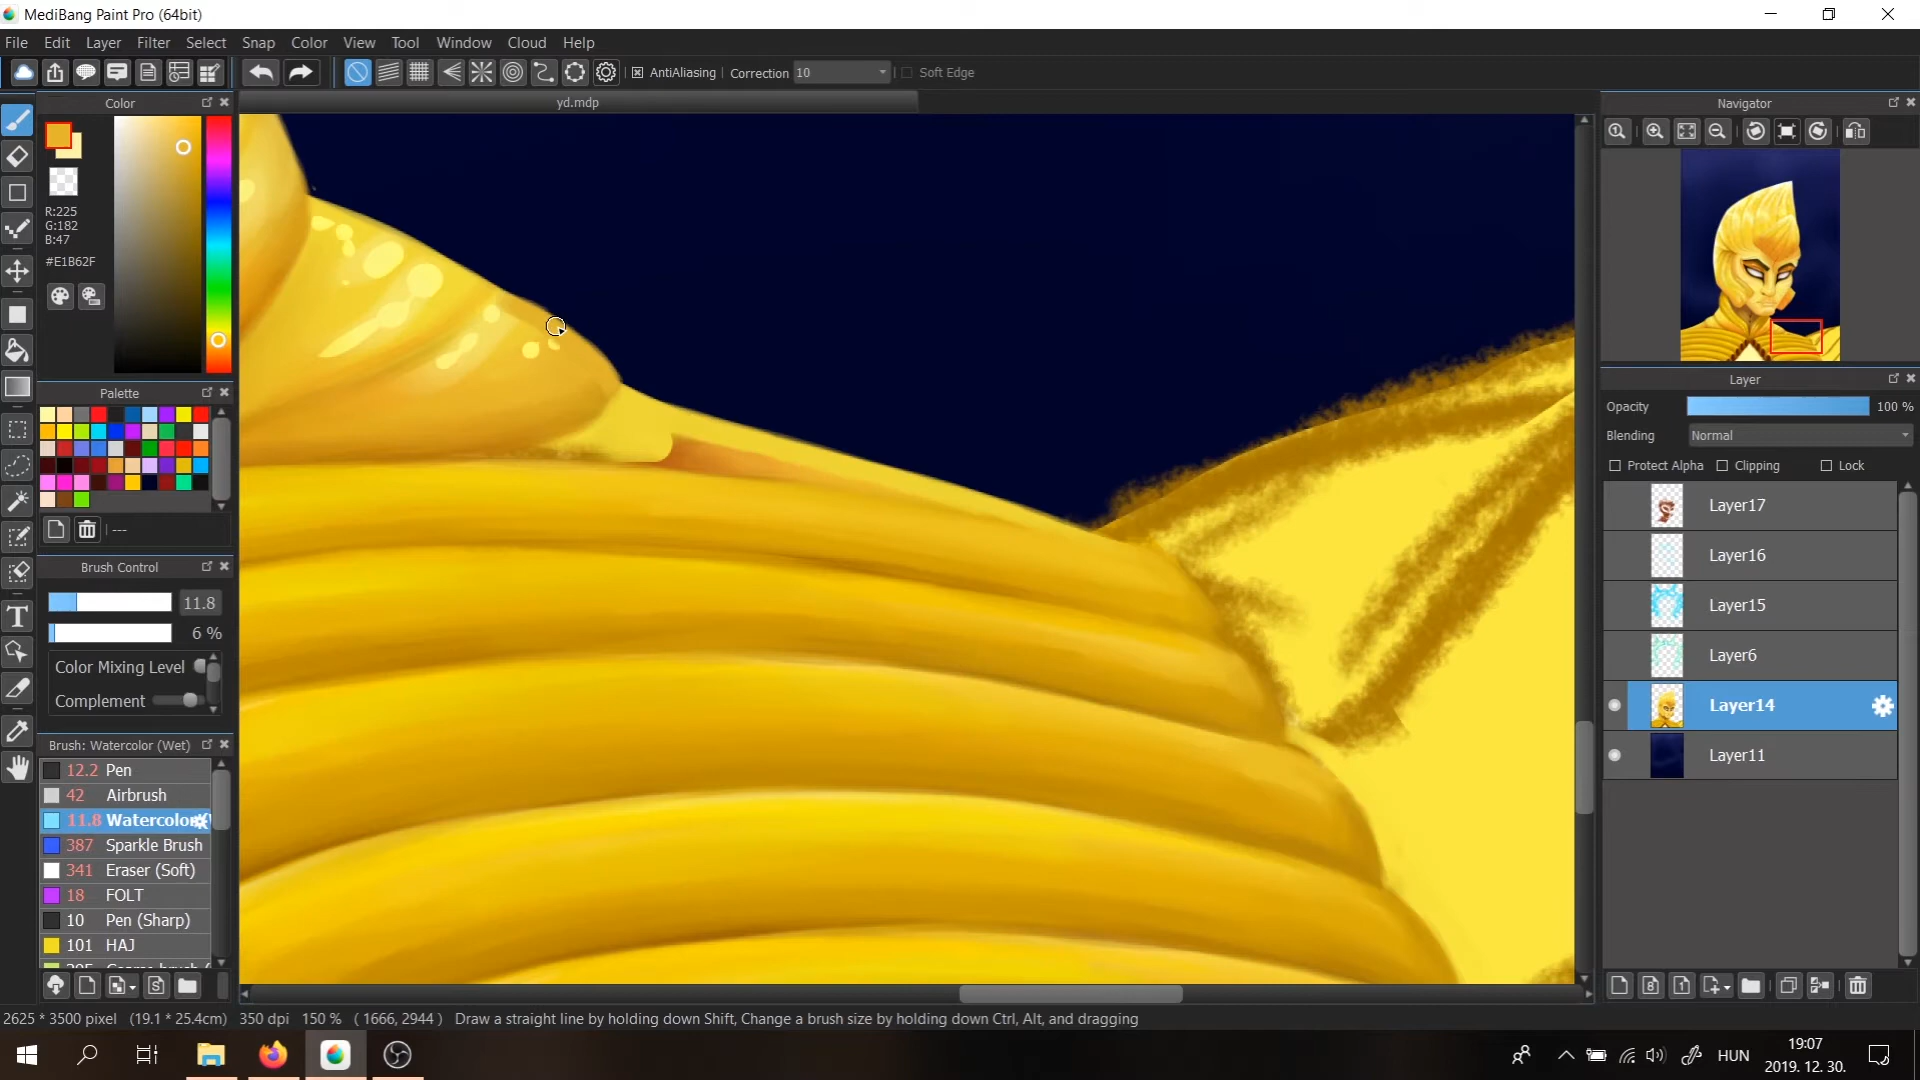 MediBang Paint Pro (64bit)
File Edit Layer Filter Select Snap Color View Tool Window Cloud Help
AntiAliasing Correction 10 Soft Edge
Color
yd.mdp
Navigator
R:225
G:182
B:47
#E1B62F
Palette
---
Brush Control
11.8
6 %
Color Mixing Level
Complement
Brush: Watercolor (Wet)
12.2 Pen
42 Airbrush
11.8 Watercolor
387 Sparkle Brush
341 Eraser (Soft)
18 FOLT
10 Pen (Sharp)
101 HAJ
Layer
Opacity 100 %
Blending Normal
Protect Alpha Clipping Lock
Layer17
Layer16
Layer15
Layer6
Layer14
Layer11
2625 * 3500 pixel (19.1 * 25.4cm) 350 dpi 150 % ( 1666, 2944 ) Draw a straight line by holding down Shift, Change a brush size by holding down Ctrl, Alt, and dragging
HUN
19:07
2019. 12. 30.